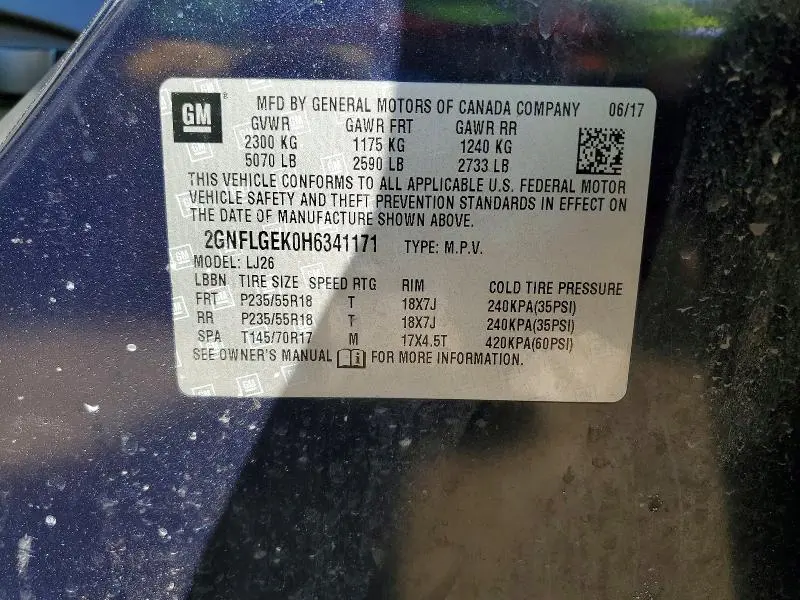 GM MFD BY GENERAL MOTORS OF CANADA COMPANY 06/17
GVWR GAWR FRT GAWR RR
2300 KG 1175 KG 1240 KG
5070 LB 2590 LB 2733 LB
THIS VEHICLE CONFORMS TO ALL APPLICABLE U.S. FEDERAL MOTOR
VEHICLE SAFETY AND THEFT PREVENTION STANDARDS IN EFFECT ON
THE DATE OF MANUFACTURE SHOWN ABOVE.
2GNFLGEK0H6341171 TYPE: M.P.V.
MODEL: LJ26
LBBN TIRE SIZE SPEED RTG RIM COLD TIRE PRESSURE
FRT P235/55R18 T 18X7J 240KPA(35PSI)
RR P235/55R18 T 18X7J 240KPA(35PSI)
SPA T145/70R17 M 17X4.5T 420KPA(60PSI)
SEE OWNER'S MANUAL i FOR MORE INFORMATION.